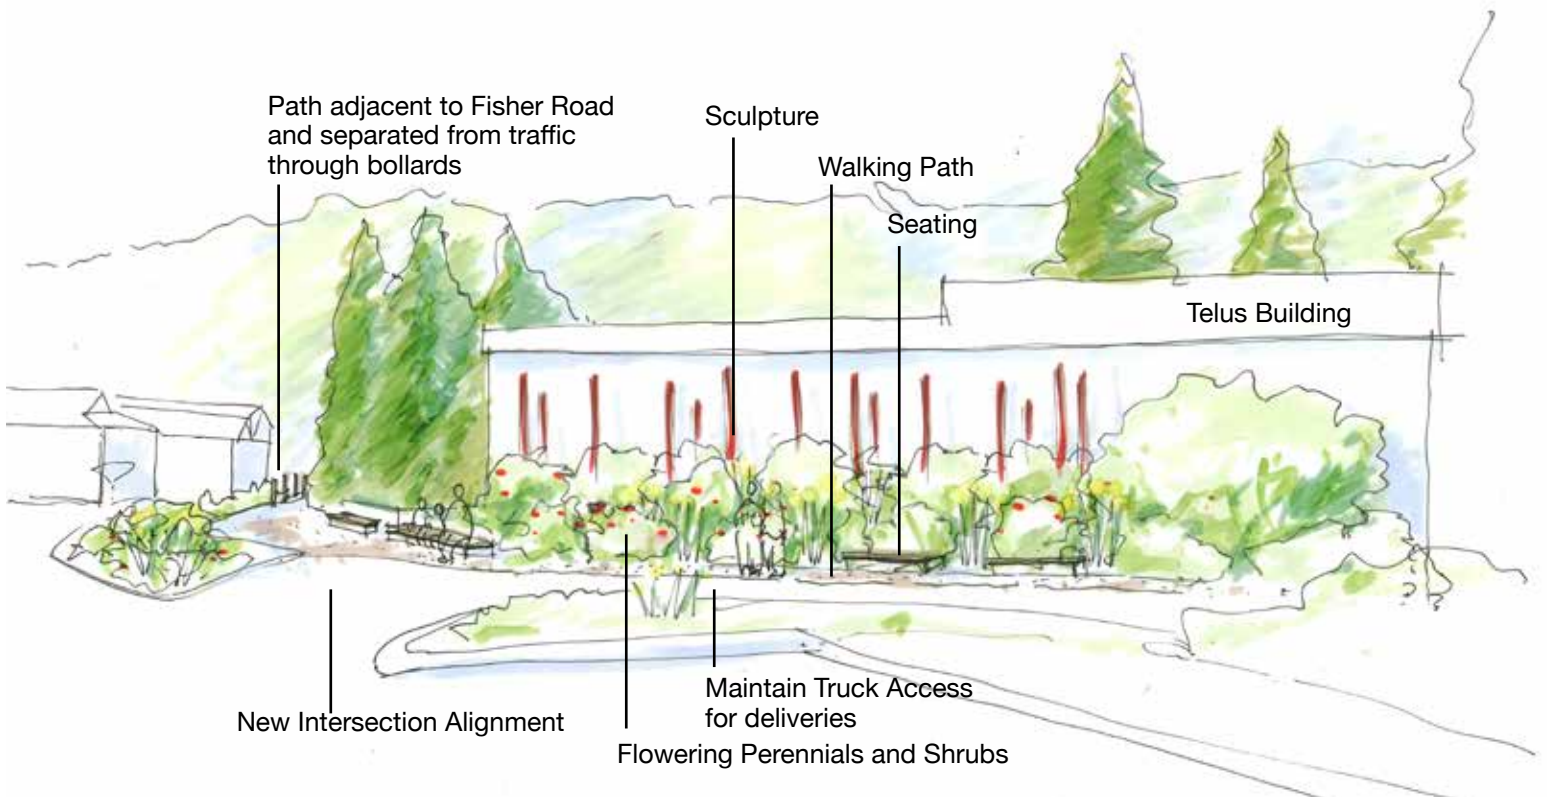 Path adjacent to Fisher Road
and separated from traffic
through bollards
Sculpture
Walking Path
Seating
Telus Building
New Intersection Alignment
Maintain Truck Access
for deliveries
Flowering Perennials and Shrubs